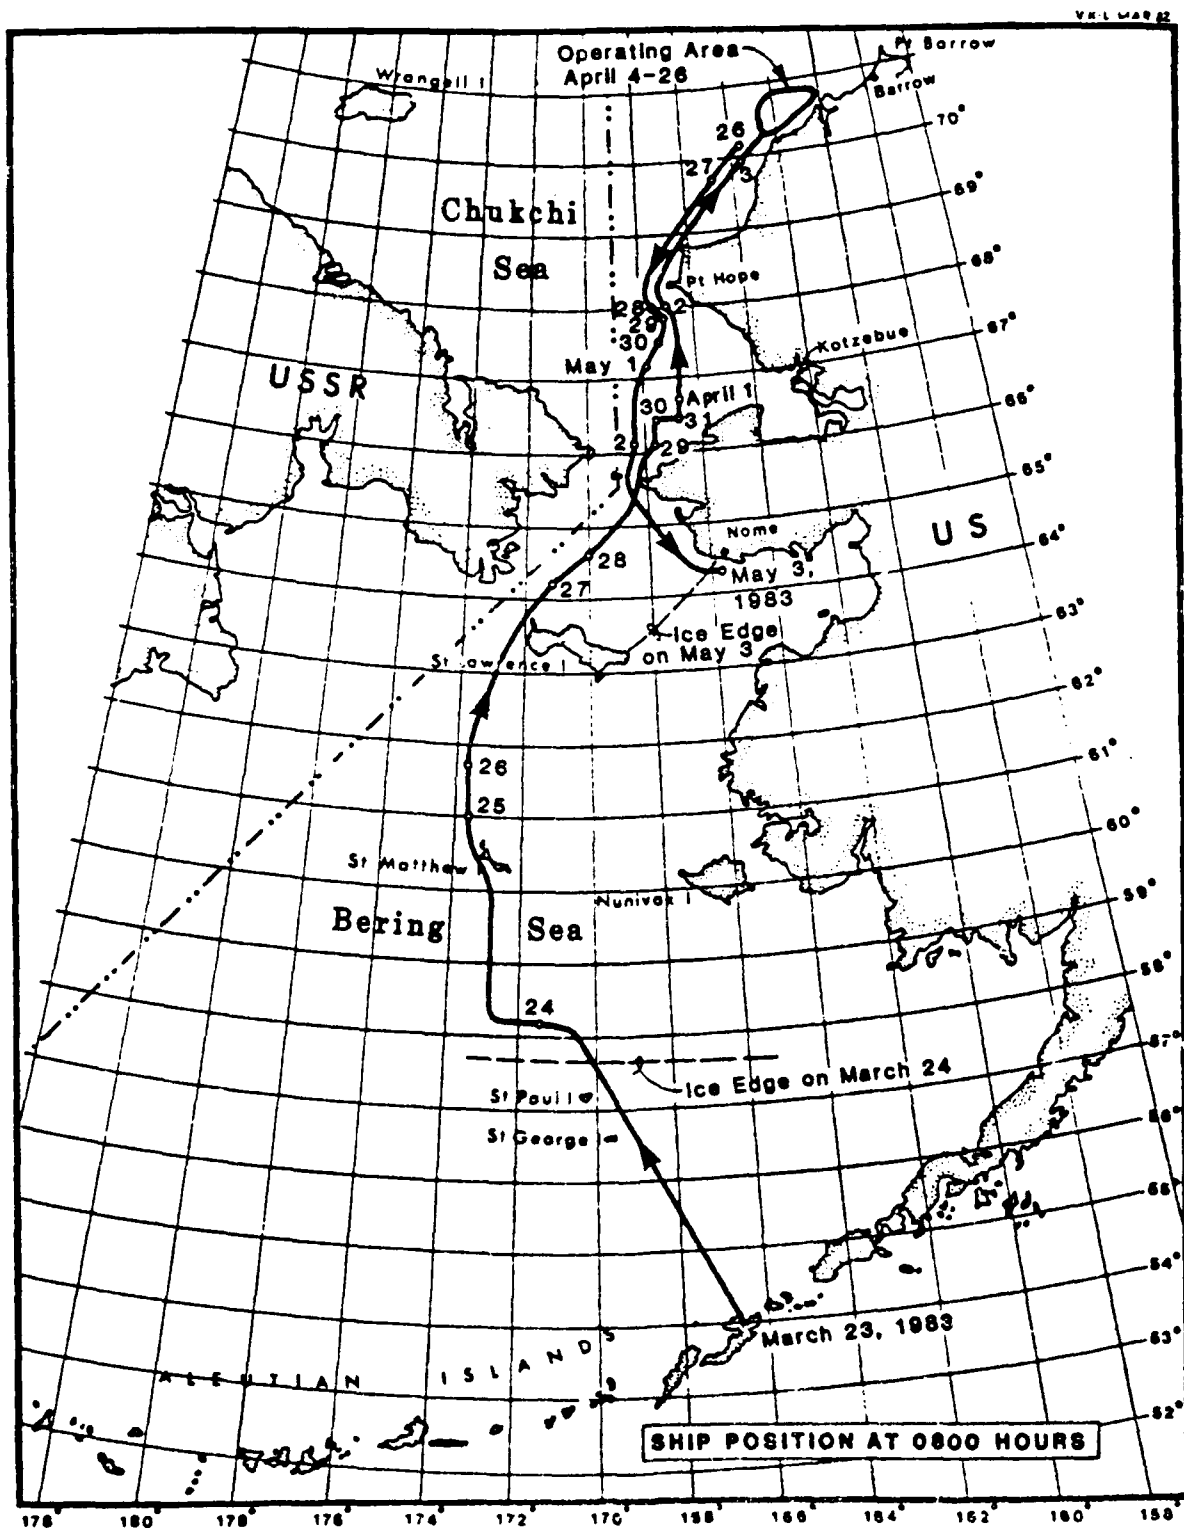 Operating Area
April 4-26
Pt Barrow
Barrow
Wrangell I
70°
26
27
3
69°
Chukchi
Sea
68°
Pt Hope
28
2
29
67°
30
Kotzebue
May 1
USSR
April 1
30
31
66°
2
29
65°
Nome
US
64°
28
May 3,
1983
27
63°
Ice Edge
on May 3
St Lawrence I
62°
26
61°
25
60°
St Matthew I
Nunivak I
59°
Bering Sea
58°
24
57°
Ice Edge on March 24
St Paul I
56°
St George I
55°
54°
March 23, 1983
53°
ALEUTIAN ISLANDS
52°
SHIP POSITION AT 0800 HOURS
178° 180° 178° 176° 174° 172° 170° 168° 166° 164° 162° 160° 158°